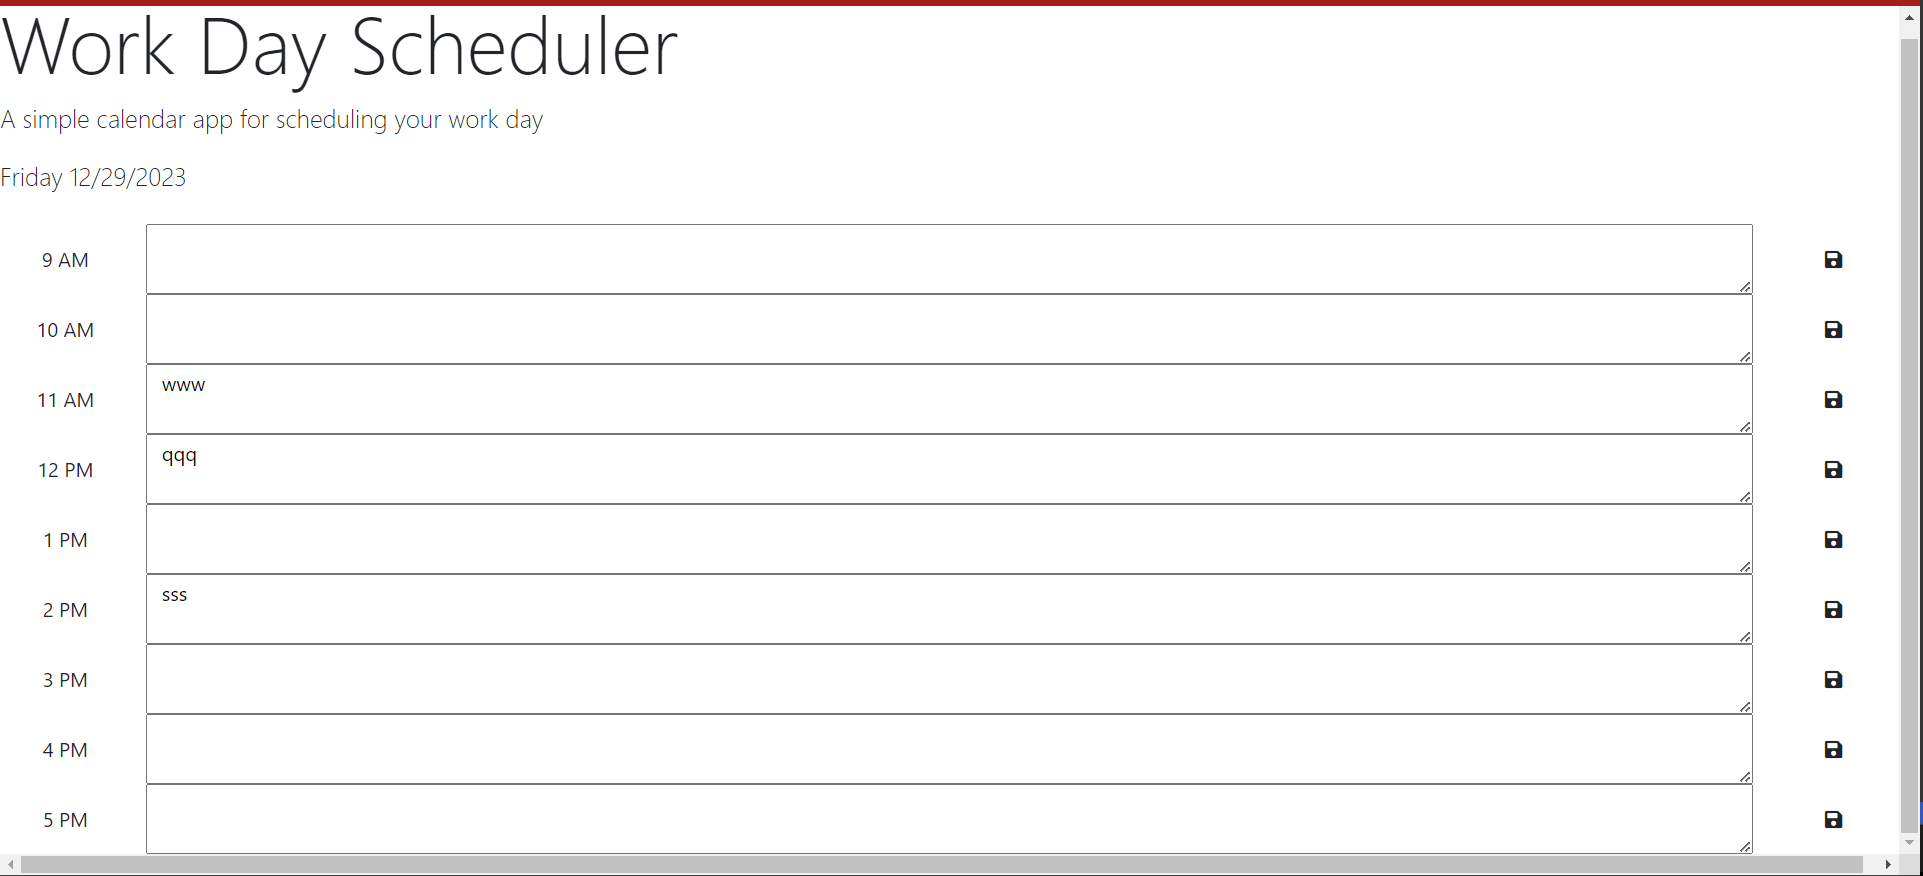 Work Day Scheduler
A simple calendar app for scheduling your work day
Friday 12/29/2023
9 AM
10 AM
11 AM www
12 PM qqq
1 PM
2 PM sss
3 PM
4 PM
5 PM